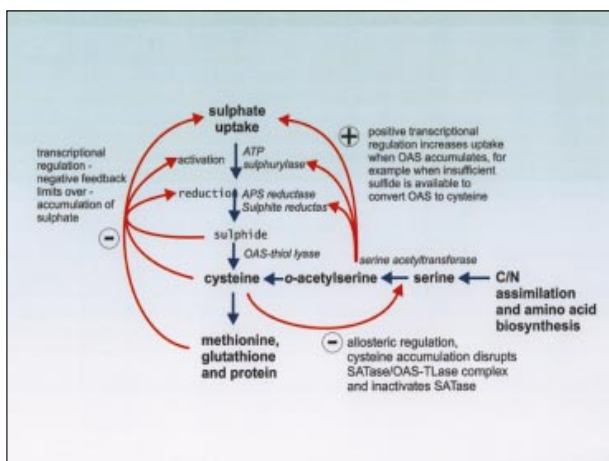 sulphate
uptake
+
positive transcriptional
regulation increases uptake
when OAS accumulates, for
example when insufficient
sulfide is available to
convert OAS to cysteine
transcriptional
regulation -
negative feedback
limits over -
accumulation of
sulphate
−
activation
ATP
sulphurylase
reduction
APS reductase
Sulphite reductas
sulphide
OAS-thiol lyase
serine acetyltransferase
cysteine
o-acetylserine
serine
C/N
assimilation
and amino acid
biosynthesis
methionine,
glutathione
and protein
−
allosteric regulation,
cysteine accumulation disrupts
SATase/OAS-TLase complex
and inactivates SATase